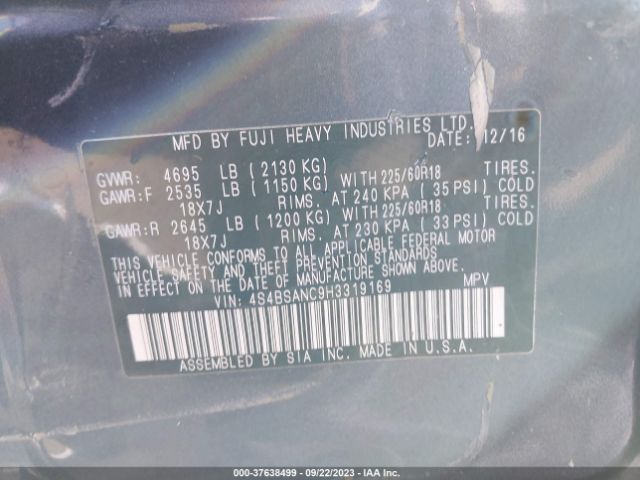 MFD BY FUJI HEAVY INDUSTRIES LTD.
DATE: 12/16
GVWR: 4695 LB (2130 KG)
GAWR:F 2535 LB (1150 KG) WITH 225/60R18 TIRES.
18X7J RIMS. AT 240 KPA (35 PSI) COLD
GAWR:R 2645 LB (1200 KG) WITH 225/60R18 TIRES.
18X7J RIMS. AT 230 KPA (33 PSI) COLD
THIS VEHICLE CONFORMS TO ALL APPLICABLE FEDERAL MOTOR
VEHICLE SAFETY AND THEFT PREVENTION STANDARDS
IN EFFECT ON THE DATE OF MANUFACTURE SHOWN ABOVE.
VIN: 4S4BSANC9H3319169 MPV
ASSEMBLED BY SIA INC. MADE IN U.S.A.
000-37638499 - 09/22/2023 - IAAI.COM